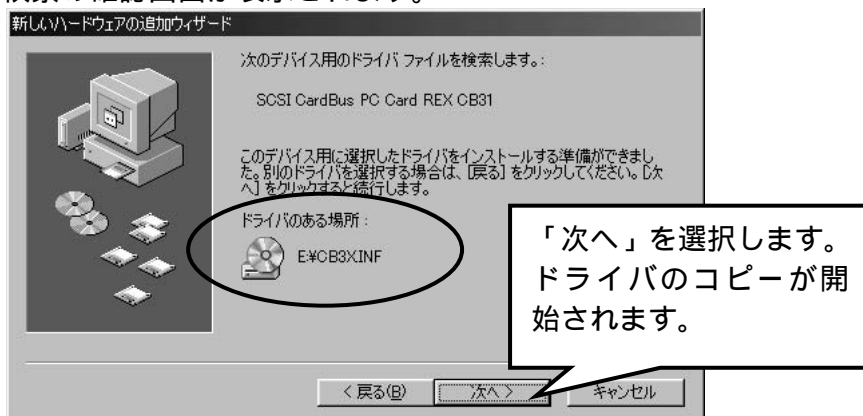 新しいハードウェアの追加ウィザード
次のデバイス用のドライバ ファイルを検索します。:
SCSI CardBus PC Card REX CB31
このデバイス用に選択したドライバをインストールする準備ができまし
た。別のドライバを選択する場合は、[戻る] をクリックしてください。[次
へ] をクリックすると続行します。
ドライバのある場所:
E:¥CB3XINF
「次へ」を選択します。
ドライバのコピーが開
始されます。
< 戻る(B)
次へ >
キャンセル